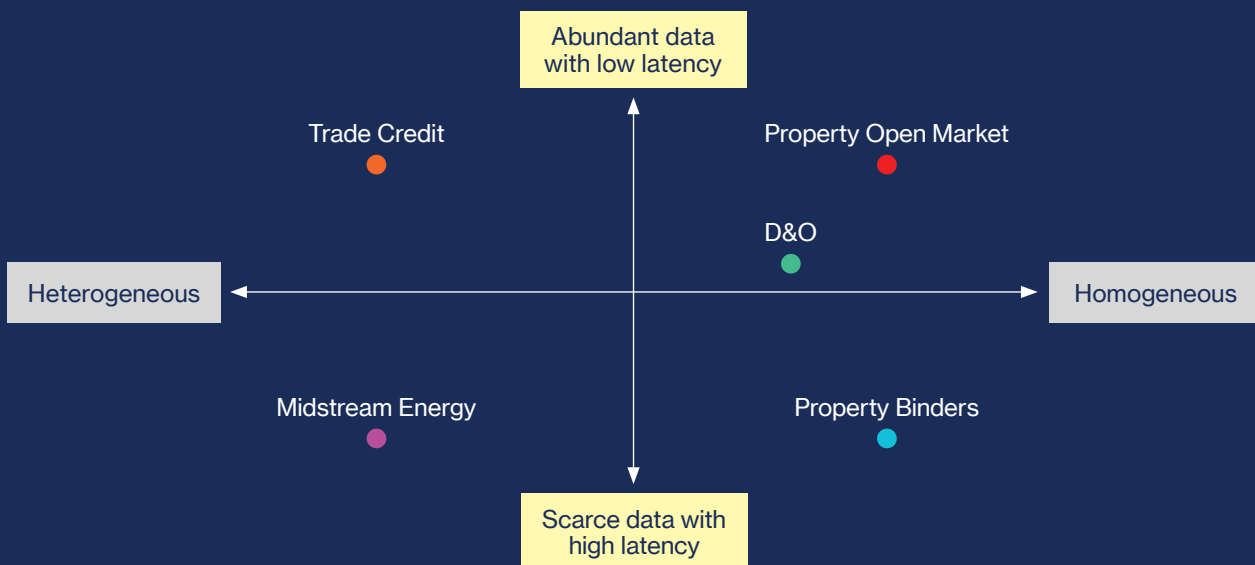 Abundant data
with low latency
Trade Credit
Property Open Market
D&O
Heterogeneous
Homogeneous
Midstream Energy
Property Binders
Scarce data with
high latency